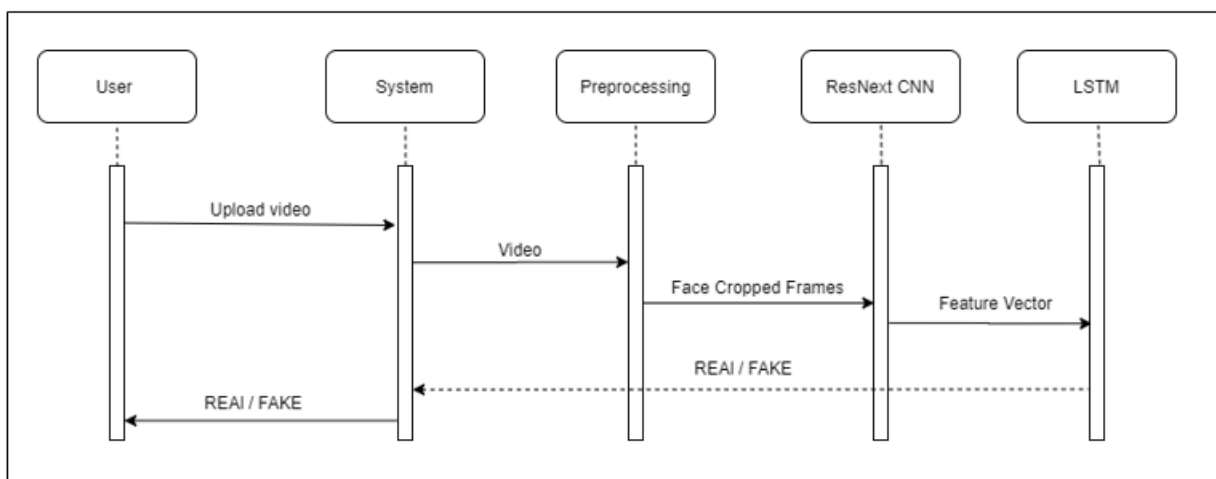 User
System
Preprocessing
ResNext CNN
LSTM
Upload video
Video
Face Cropped Frames
Feature Vector
REAI / FAKE
REAI / FAKE